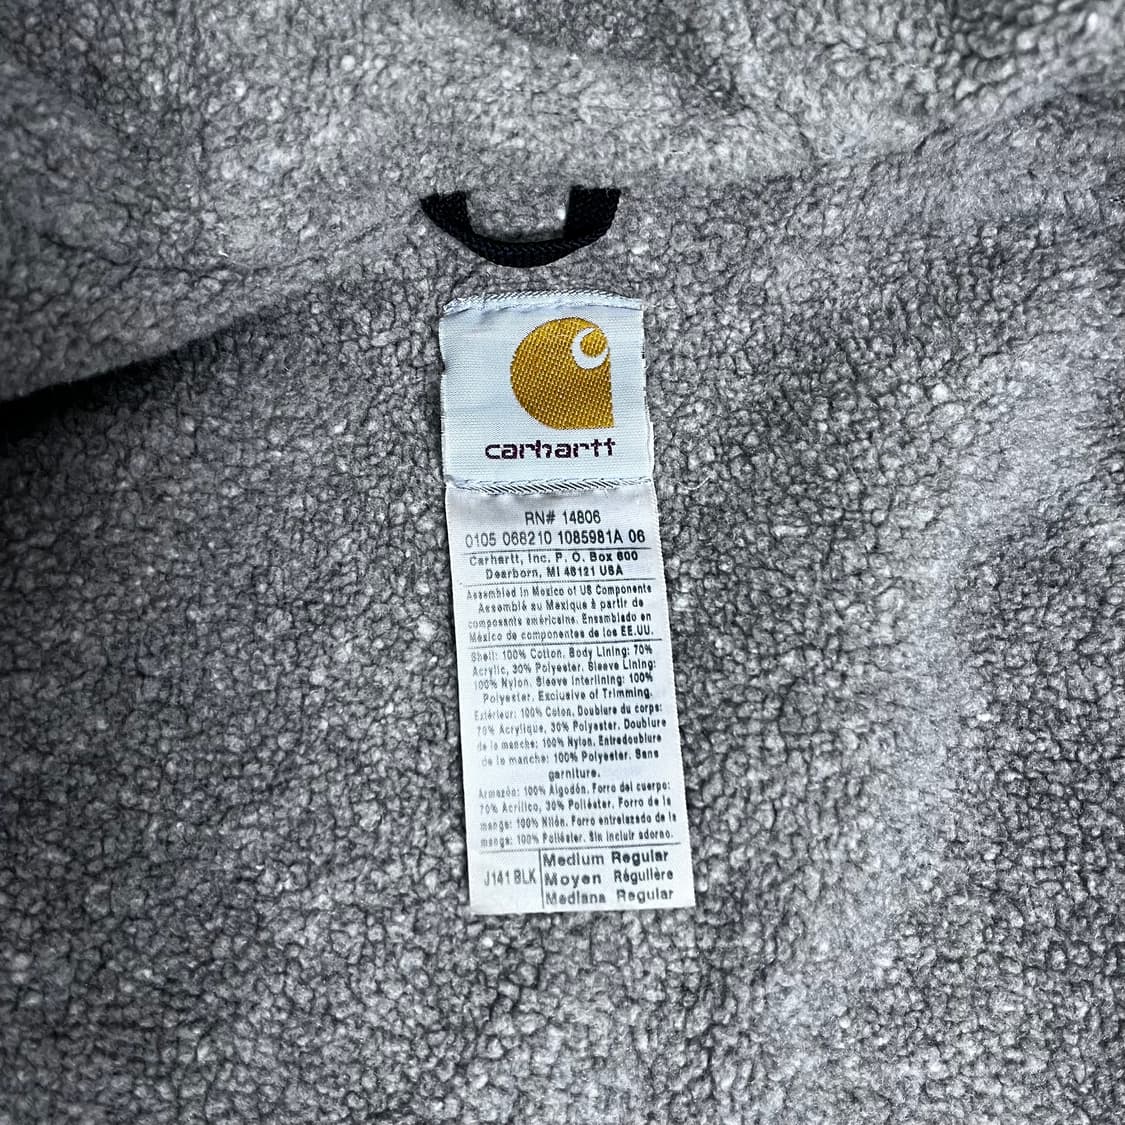 carhartt
RN# 14806
0105 068210 1085981A 06
Carhartt, Inc. P. O. Box 600
Dearborn, MI 48121 USA
Assembled in Mexico of US Components
Assemblé au Mexique à partir de
composants américains. Ensamblado en
México de componentes de los EE.UU.
Shell: 100% Cotton. Body Lining: 70%
Acrylic, 30% Polyester. Sleeve Lining:
100% Nylon. Sleeve Interlining: 100%
Polyester. Exclusive of Trimming.
Extérieur: 100% Coton. Doublure du corps:
70% Acrylique, 30% Polyester. Doublure
de la manche: 100% Nylon. Entredoublure
de la manche: 100% Polyester. Sans
garniture.
Armazón: 100% Algodón. Forro del cuerpo:
70% Acrílico, 30% Poliéster. Forro de la
manga: 100% Nilón. Forro entrelazado de la
manga: 100% Poliéster. Sin incluir adorno.
J141 BLK
Medium Regular
Moyen Régulière
Mediana Regular